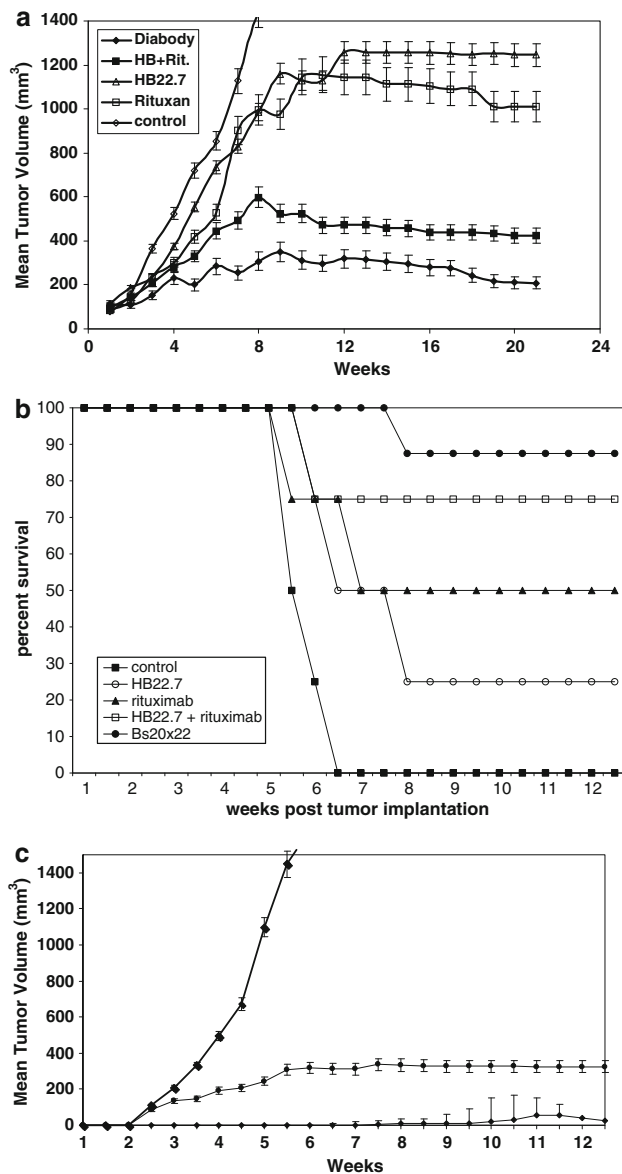 a
1400
1200
1000
800
600
400
200
0
Mean Tumor Volume (mm³)
Diabody
HB+Rit.
HB22.7
Rituxan
control
0 4 8 12 16 20 24
Weeks
b
100
90
80
70
60
50
40
30
20
10
0
percent survival
control
HB22.7
rituximab
HB22.7 + rituximab
Bs20x22
1 2 3 4 5 5 6 7 8 9 10 11 12
weeks post tumor implantation
c
1400
1200
1000
800
600
400
200
0
Mean Tumor Volume (mm³)
1 2 3 4 5 6 7 8 9 10 11 12
Weeks